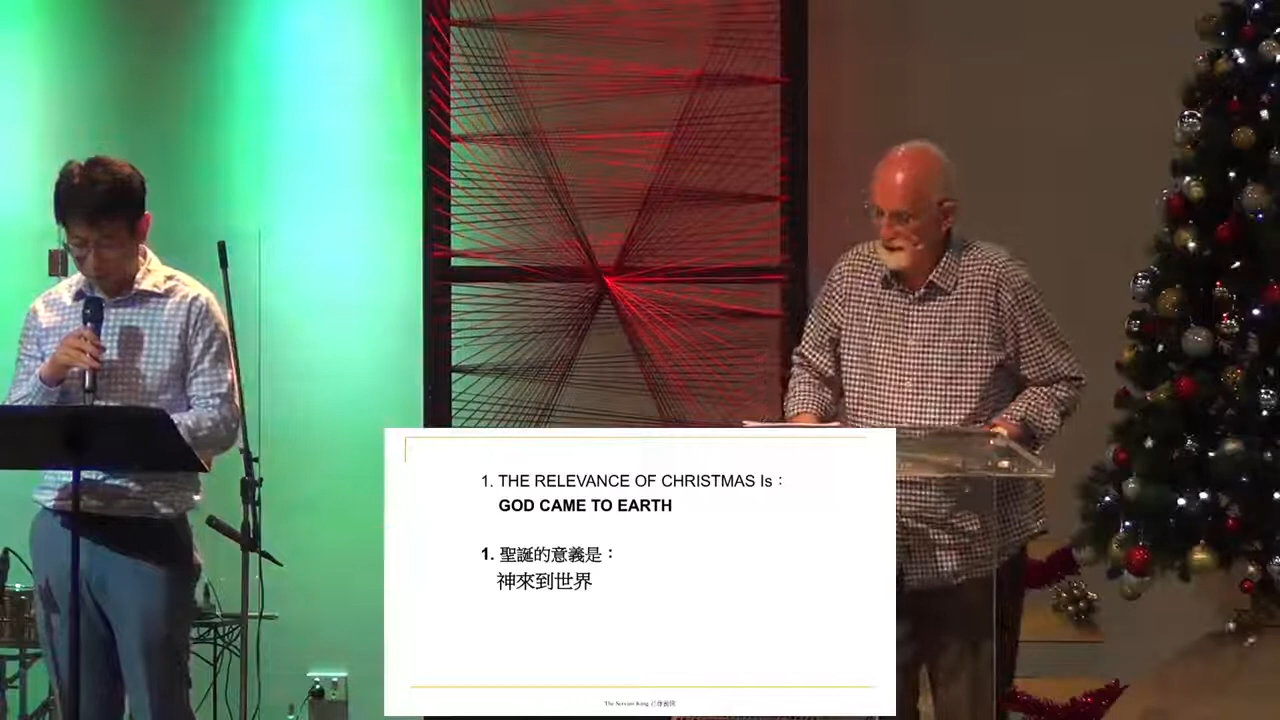 1. THE RELEVANCE OF CHRISTMAS Is：
GOD CAME TO EARTH
1. 聖誕的意義是：
神來到世界
The Servant King